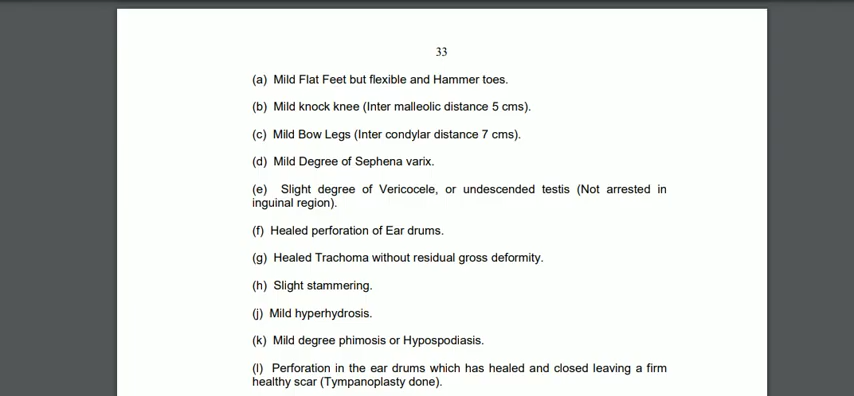 33
(a) Mild Flat Feet but flexible and Hammer toes.
(b) Mild knock knee (Inter malleolic distance 5 cms).
(c) Mild Bow Legs (Inter condylar distance 7 cms).
(d) Mild Degree of Sephena varix.
(e) Slight degree of Vericocele, or undescended testis (Not arrested in
inguinal region).
(f) Healed perforation of Ear drums.
(g) Healed Trachoma without residual gross deformity.
(h) Slight stammering.
(j) Mild hyperhydrosis.
(k) Mild degree phimosis or Hypospodiasis.
(l) Perforation in the ear drums which has healed and closed leaving a firm
healthy scar (Tympanoplasty done).